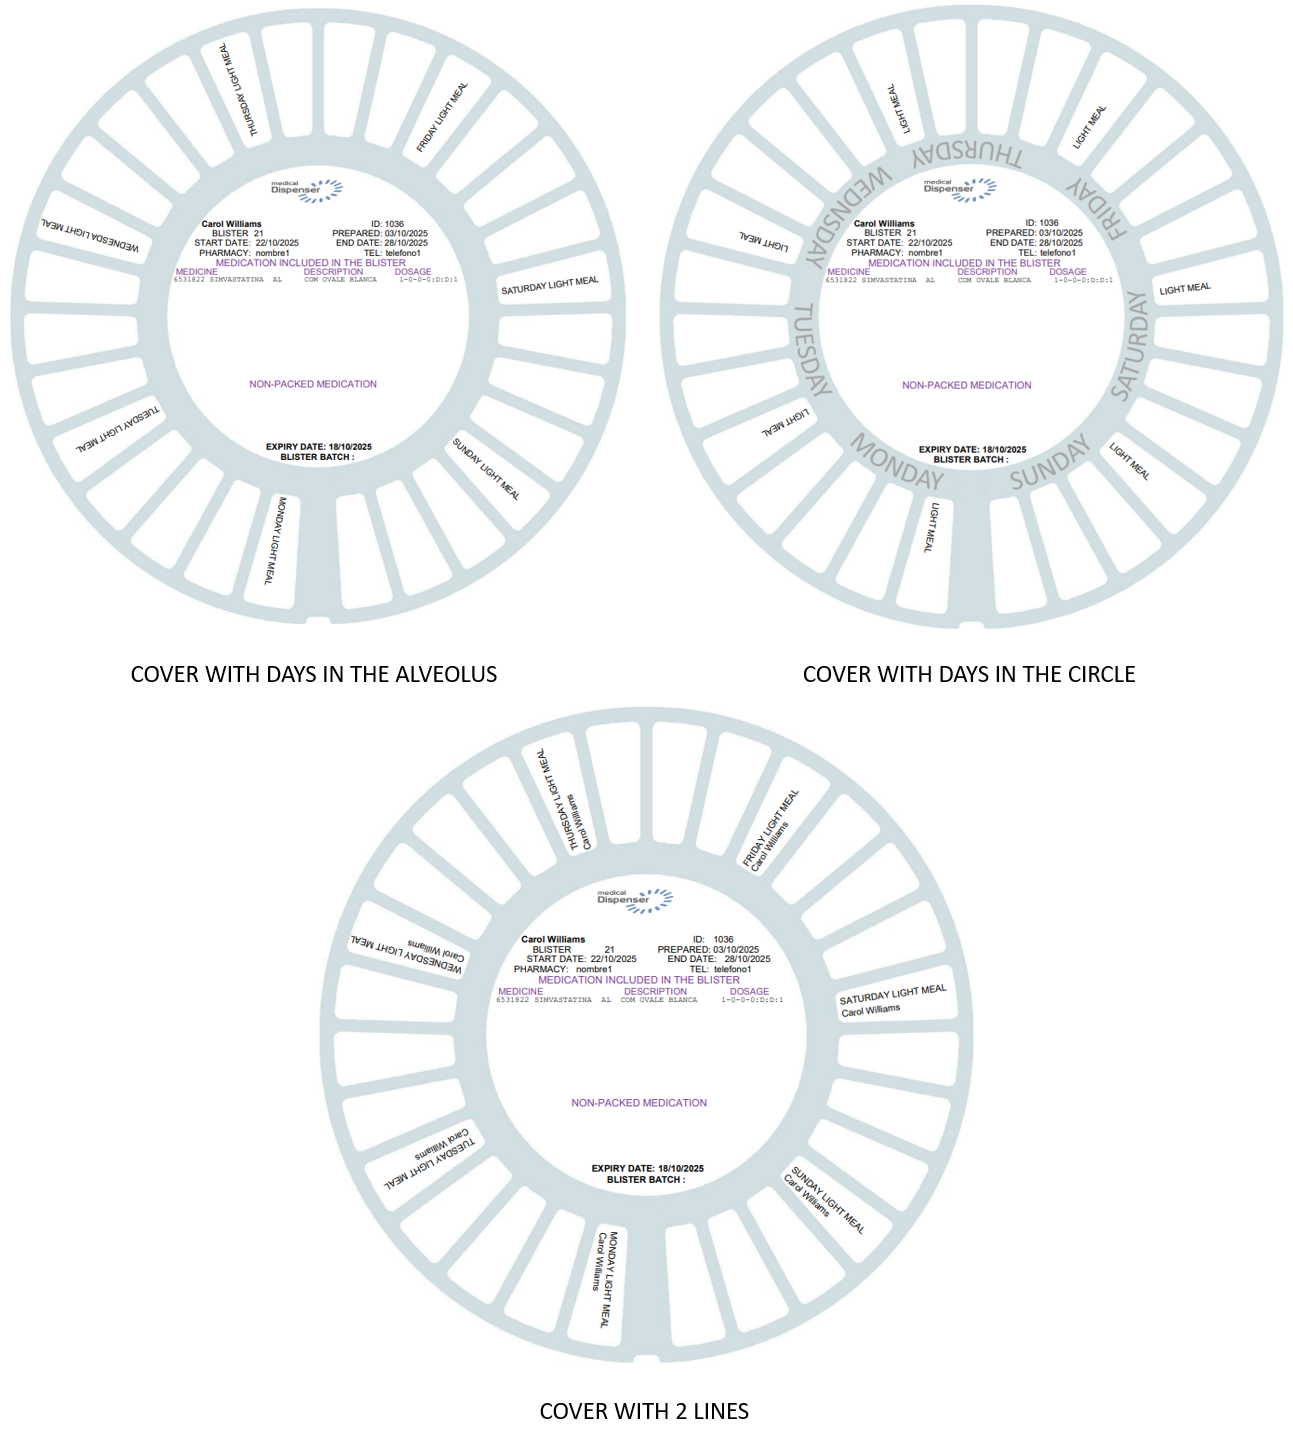 THURSDAY LIGHT MEAL
FRIDAY LIGHT MEAL
WEDNESDA LIGHT MEAL
SATURDAY LIGHT MEAL
TUESDAY LIGHT MEAL
SUNDAY LIGHT MEAL
MONDAY LIGHT MEAL
medical
Dispenser
Carol Williams ID: 1036
BLISTER 21 PREPARED: 03/10/2025
START DATE: 22/10/2025 END DATE: 28/10/2025
PHARMACY: nombre1 TEL: telefono1
MEDICATION INCLUDED IN THE BLISTER
MEDICINE DESCRIPTION DOSAGE
6531822 SIMVASTATINA AL COM OVALE BLANCA 1-0-0-0:D:D:1
NON-PACKED MEDICATION
EXPIRY DATE: 18/10/2025
BLISTER BATCH :
COVER WITH DAYS IN THE ALVEOLUS
LIGHT MEAL
LIGHT MEAL
LIGHT MEAL
LIGHT MEAL
LIGHT MEAL
LIGHT MEAL
LIGHT MEAL
THURSDAY
FRIDAY
WEDNSDAY
SATURDAY
TUESDAY
SUNDAY
MONDAY
medical
Dispenser
Carol Williams ID: 1036
BLISTER 21 PREPARED: 03/10/2025
START DATE: 22/10/2025 END DATE: 28/10/2025
PHARMACY: nombre1 TEL: telefono1
MEDICATION INCLUDED IN THE BLISTER
MEDICINE DESCRIPTION DOSAGE
6531822 SIMVASTATINA AL COM OVALE BLANCA 1-0-0-0:D:D:1
NON-PACKED MEDICATION
EXPIRY DATE: 18/10/2025
BLISTER BATCH :
COVER WITH DAYS IN THE CIRCLE
THURSDAY LIGHT MEAL
Carol Williams
FRIDAY LIGHT MEAL
Carol Williams
WEDNESDAY LIGHT MEAL
Carol Williams
SATURDAY LIGHT MEAL
Carol Williams
TUESDAY LIGHT MEAL
Carol Williams
SUNDAY LIGHT MEAL
Carol Williams
MONDAY LIGHT MEAL
Carol Williams
medical
Dispenser
Carol Williams ID: 1036
BLISTER 21 PREPARED: 03/10/2025
START DATE: 22/10/2025 END DATE: 28/10/2025
PHARMACY: nombre1 TEL: telefono1
MEDICATION INCLUDED IN THE BLISTER
MEDICINE DESCRIPTION DOSAGE
6531822 SIMVASTATINA AL COM OVALE BLANCA 1-0-0-0:D:D:1
NON-PACKED MEDICATION
EXPIRY DATE: 18/10/2025
BLISTER BATCH :
COVER WITH 2 LINES